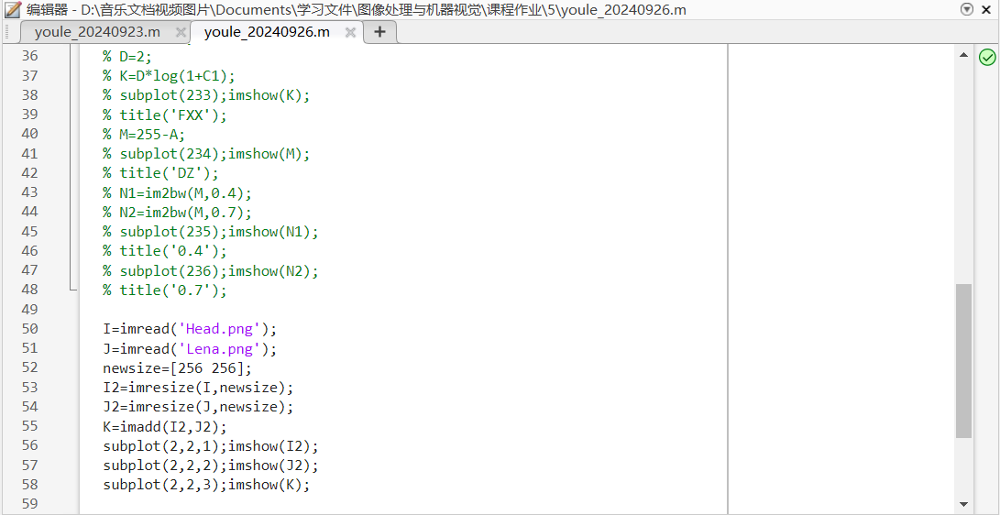 编辑器 - D:\音乐文档视频图片\Documents\学习文件\图像处理与机器视觉\课程作业\5\youle_20240926.m
youle_20240923.m youle_20240926.m
36 % D=2;
37 % K=D*log(1+C1);
38 % subplot(233);imshow(K);
39 % title('FXX');
40 % M=255-A;
41 % subplot(234);imshow(M);
42 % title('DZ');
43 % N1=im2bw(M,0.4);
44 % N2=im2bw(M,0.7);
45 % subplot(235);imshow(N1);
46 % title('0.4');
47 % subplot(236);imshow(N2);
48 % title('0.7');
49
50 I=imread('Head.png');
51 J=imread('Lena.png');
52 newsize=[256 256];
53 I2=imresize(I,newsize);
54 J2=imresize(J,newsize);
55 K=imadd(I2,J2);
56 subplot(2,2,1);imshow(I2);
57 subplot(2,2,2);imshow(J2);
58 subplot(2,2,3);imshow(K);
59